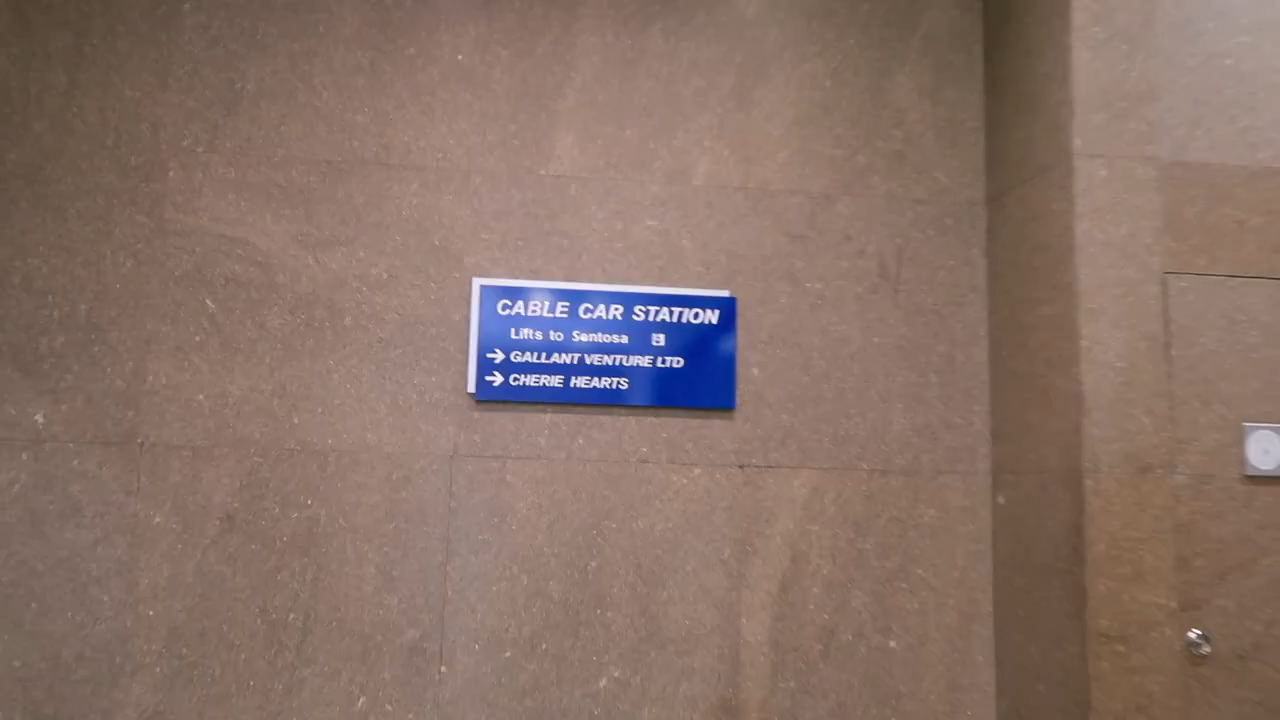 CABLE CAR STATION
Lifts to Sentosa
→ GALLANT VENTURE LTD
→ CHERIE HEARTS